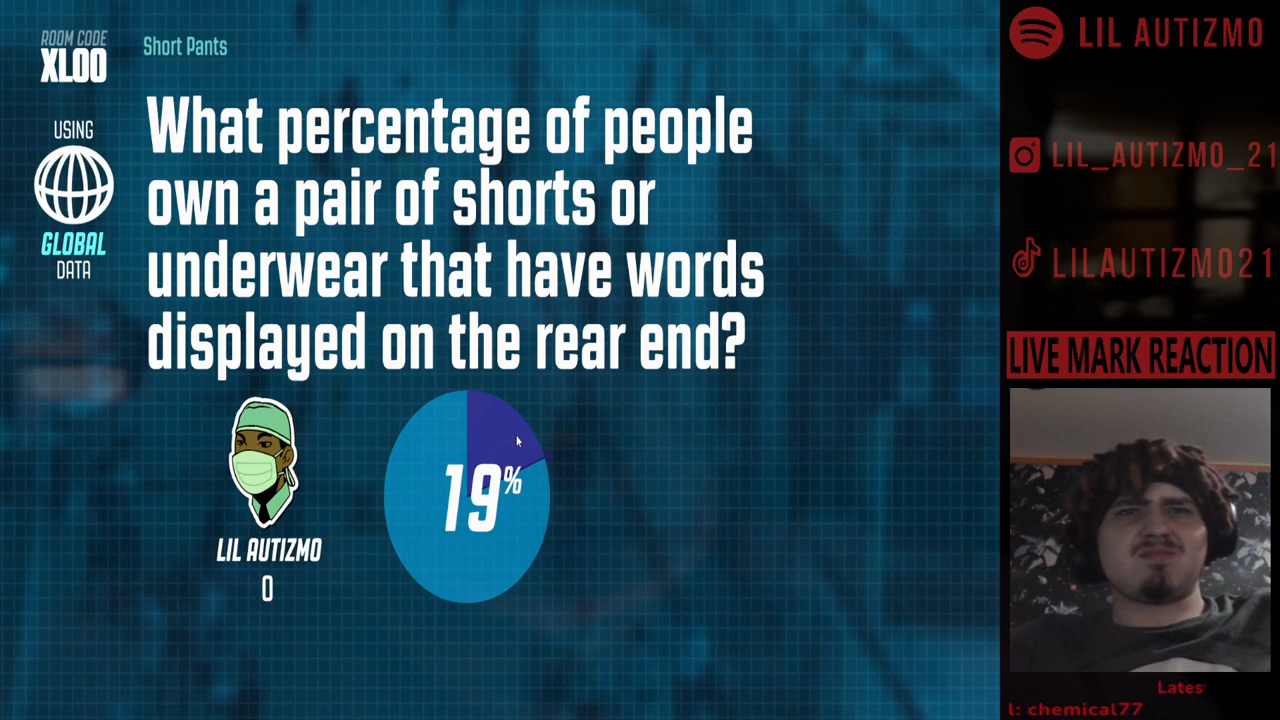 ROOM CODE
XLOO
Short Pants
USING
GLOBAL
DATA
What percentage of people
own a pair of shorts or
underwear that have words
displayed on the rear end?
19%
LIL AUTIZMO
0
LIL AUTIZMO
LIL_AUTIZMO_21
LILAUTIZMO21
LIVE MARK REACTION
Lates
l: chemical77